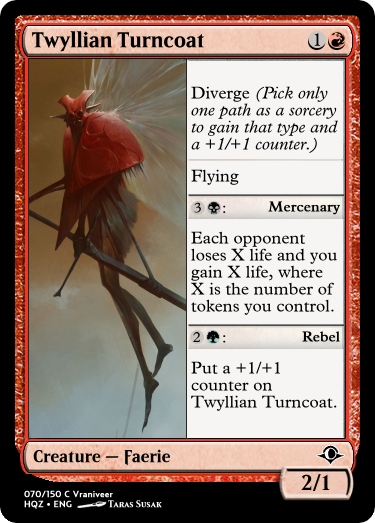 Twyllian Turncoat 1
Diverge (Pick only
one path as a sorcery
to gain that type and
a +1/+1 counter.)
Flying
3 : Mercenary
Each opponent
loses X life and you
gain X life, where
X is the number of
tokens you control.
2 : Rebel
Put a +1/+1
counter on
Twyllian Turncoat.
Creature — Faerie
2/1
070/150 C Vraniveer
HQZ • ENG Taras Susak